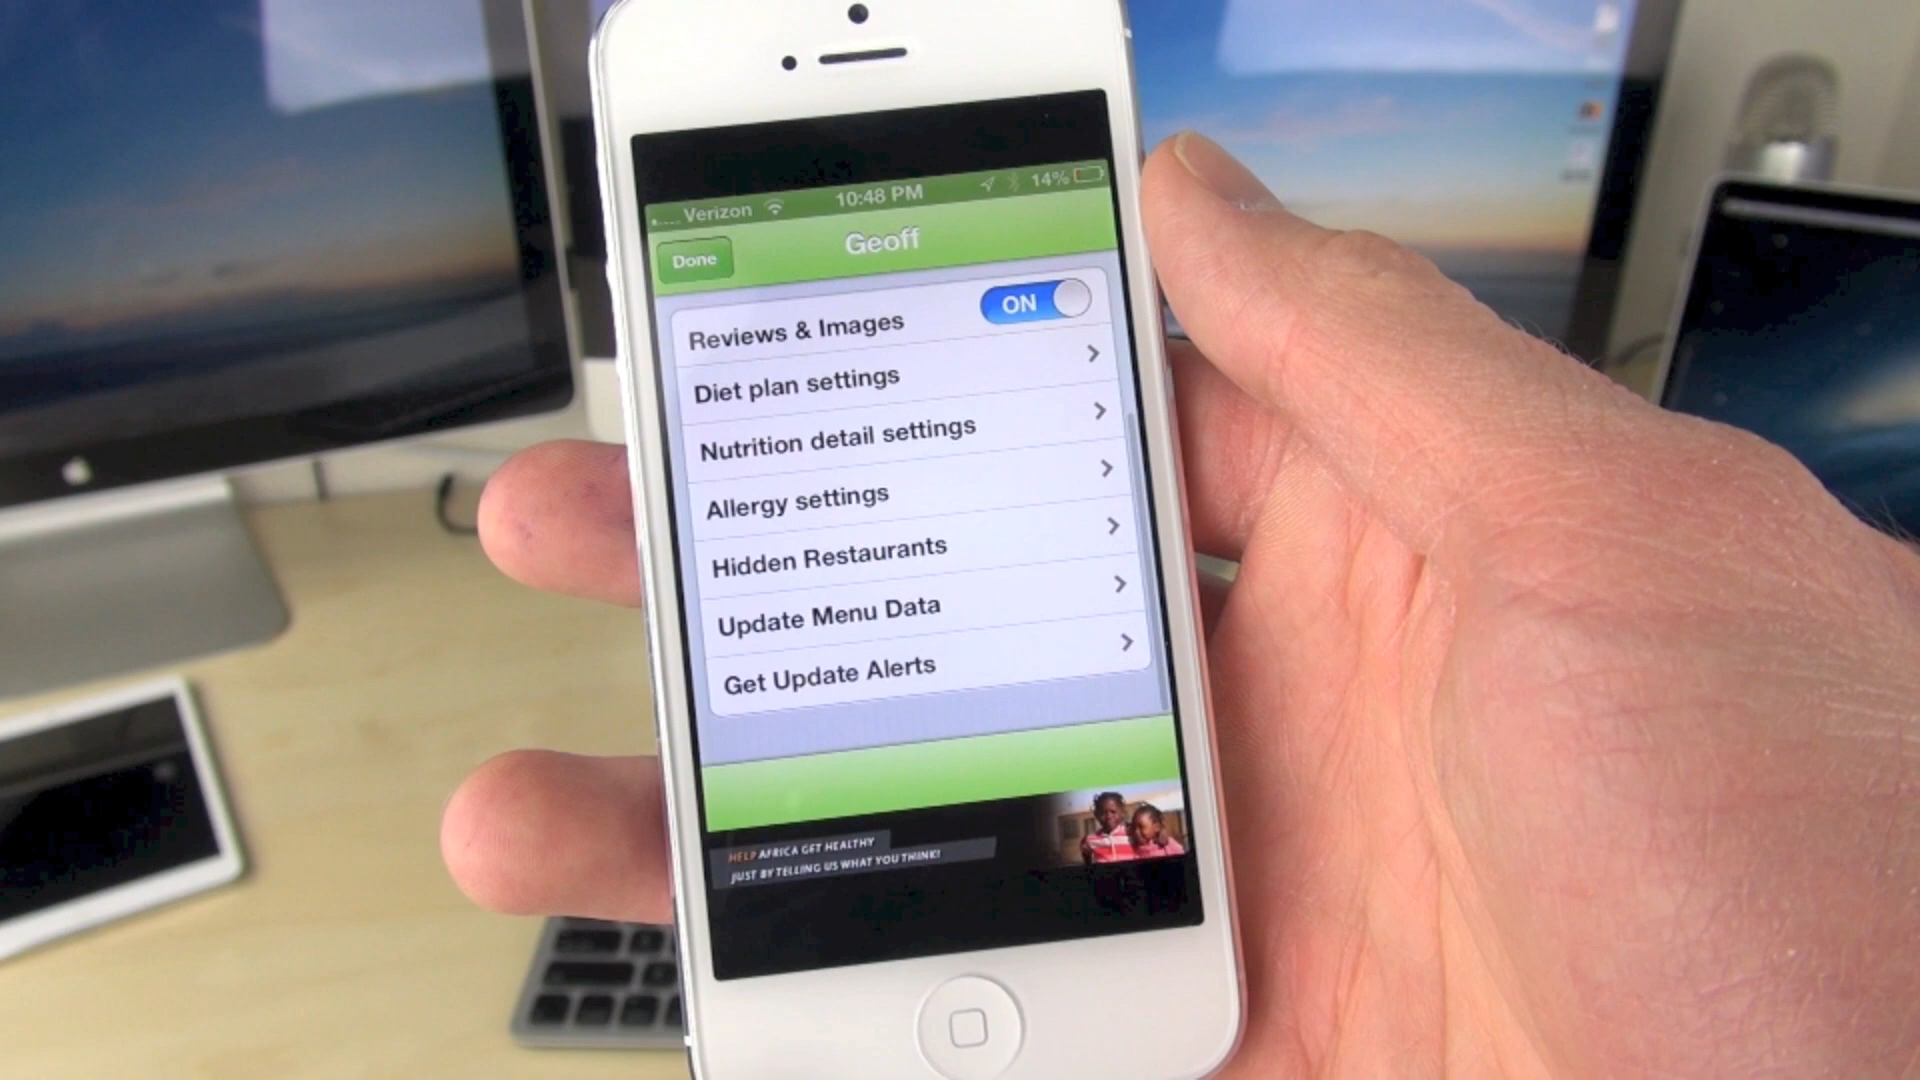 Verizon 10:48 PM 14%
Done Geoff
Reviews & Images ON
Diet plan settings
Nutrition detail settings
Allergy settings
Hidden Restaurants
Update Menu Data
Get Update Alerts
HELP AFRICA GET HEALTHY
JUST BY TELLING US WHAT YOU THINK!